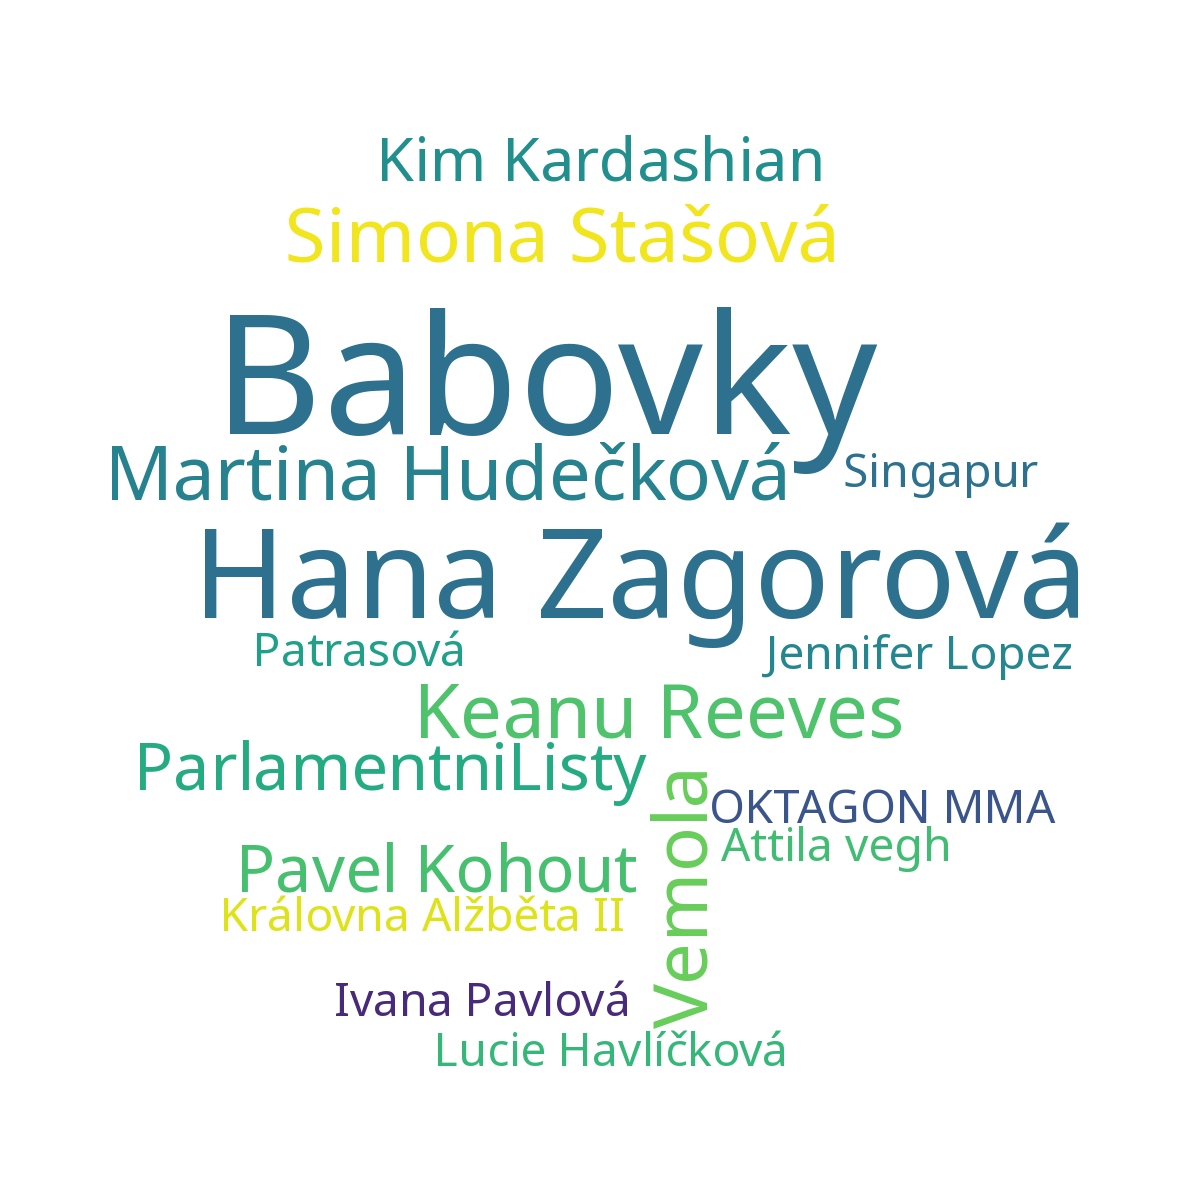 Kim Kardashian
Simona Stašová
Babovky
Martina Hudečková
Singapur
Hana Zagorová
Patrasová
Jennifer Lopez
Keanu Reeves
ParlamentniListy
Vemola
OKTAGON MMA
Attila vegh
Pavel Kohout
Královna Alžběta II
Ivana Pavlová
Lucie Havlíčková